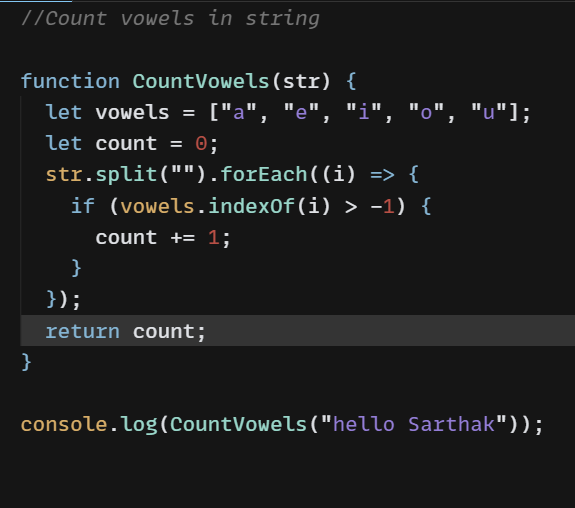 //Count vowels in string
function CountVowels(str) {
  let vowels = ["a", "e", "i", "o", "u"];
  let count = 0;
  str.split("").forEach((i) => {
    if (vowels.indexOf(i) > -1) {
      count += 1;
    }
  });
  return count;
}
console.log(CountVowels("hello Sarthak"));